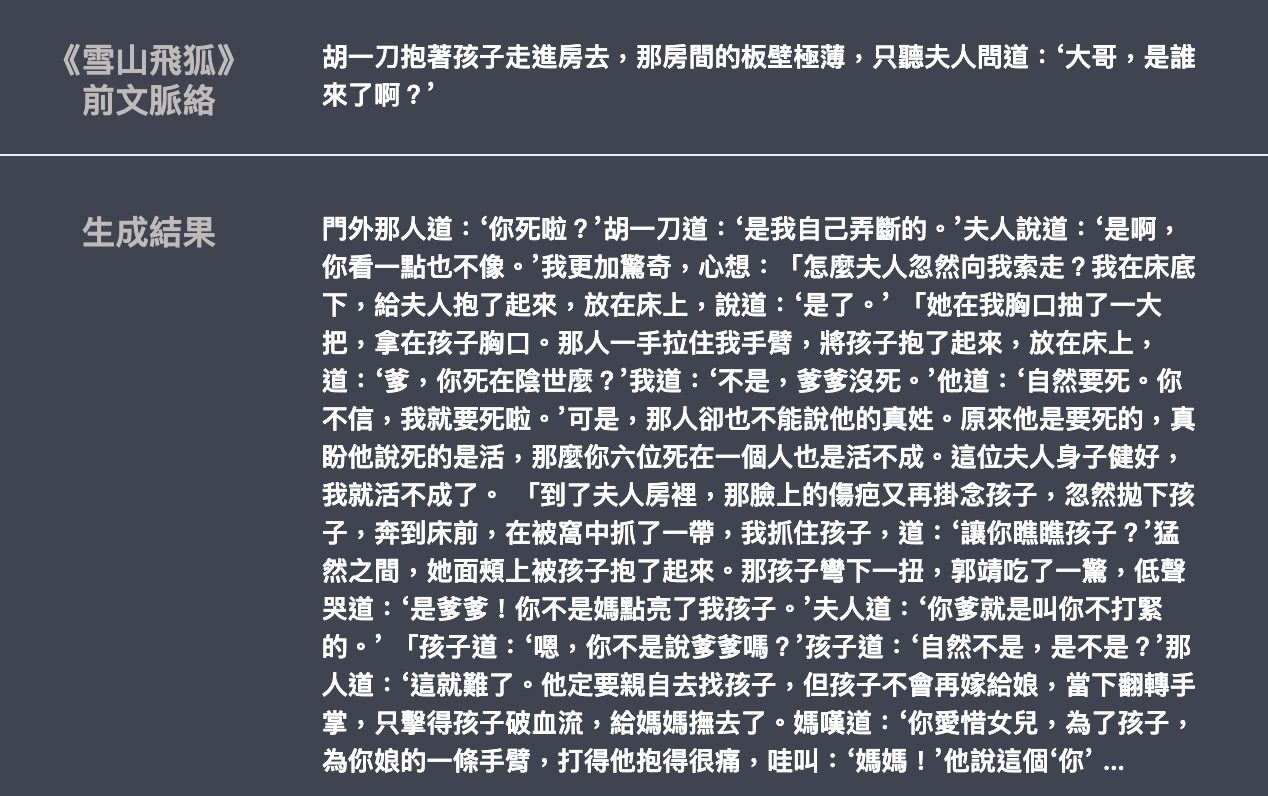 《雪山飛狐》
前文脈絡
胡一刀抱著孩子走進房去，那房間的板壁極薄，只聽夫人問道：‘大哥，是誰
來了啊？’
生成結果
門外那人道：‘你死啦？’胡一刀道：‘是我自己弄斷的。’夫人說道：‘是啊，
你看一點也不像。’我更加驚奇，心想：「怎麼夫人忽然向我索走？我在床底
下，給夫人抱了起來，放在床上，說道：‘是了。’ 「她在我胸口抽了一大
把，拿在孩子胸口。那人一手拉住我手臂，將孩子抱了起來，放在床上，
道：‘爹，你死在陰世麼？’我道：‘不是，爹爹沒死。’他道：‘自然要死。你
不信，我就要死啦。’可是，那人卻也不能說他的真姓。原來他是要死的，真
盼他說死的是活，那麼你六位死在一個人也是活不成。這位夫人身子健好，
我就活不成了。 「到了夫人房裡，那臉上的傷疤又再掛念孩子，忽然拋下孩
子，奔到床前，在被窩中抓了一帶，我抓住孩子，道：‘讓你瞧瞧孩子？’猛
然之間，她面頰上被孩子抱了起來。那孩子彎下一扭，郭靖吃了一驚，低聲
哭道：‘是爹爹！你不是媽點亮了我孩子。’夫人道：‘你爹就是叫你不打緊
的。’ 「孩子道：‘嗯，你不是說爹爹嗎？’孩子道：‘自然不是，是不是？’那
人道：‘這就難了。他定要親自去找孩子，但孩子不會再嫁給娘，當下翻轉手
掌，只擊得孩子破血流，給媽媽撫去了。媽嘆道：‘你愛惜女兒，為了孩子，
為你娘的一條手臂，打得他抱得很痛，哇叫：‘媽媽！’他說這個‘你’ ...